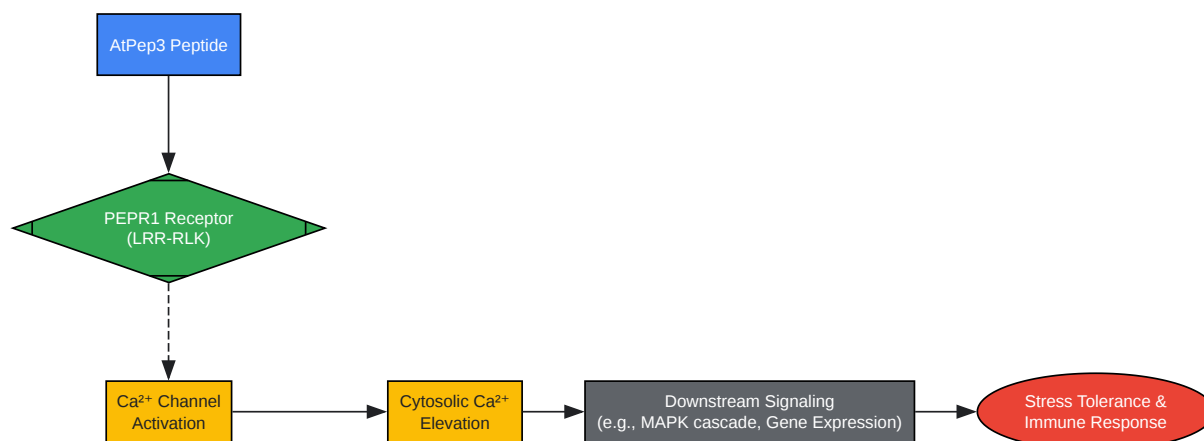 AtPep3 Peptide
PEPR1 Receptor
(LRR-RLK)
Ca²⁺ Channel
Activation
Cytosolic Ca²⁺
Elevation
Downstream Signaling
(e.g., MAPK cascade, Gene Expression)
Stress Tolerance &
Immune Response